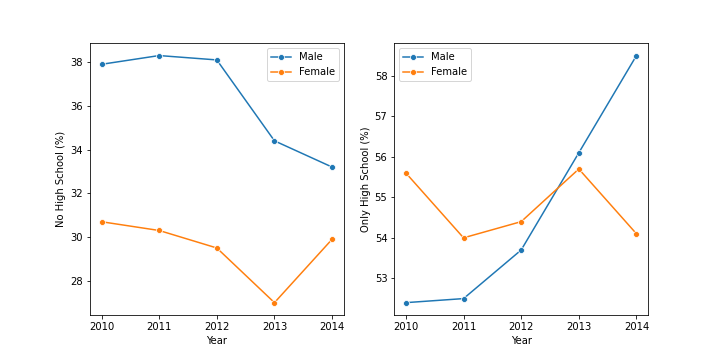 No High School (%)
38
36
34
32
30
28
2010 2011 2012 2013 2014
Year
Male
Female
Only High School (%)
58
57
56
55
54
53
2010 2011 2012 2013 2014
Year
Male
Female